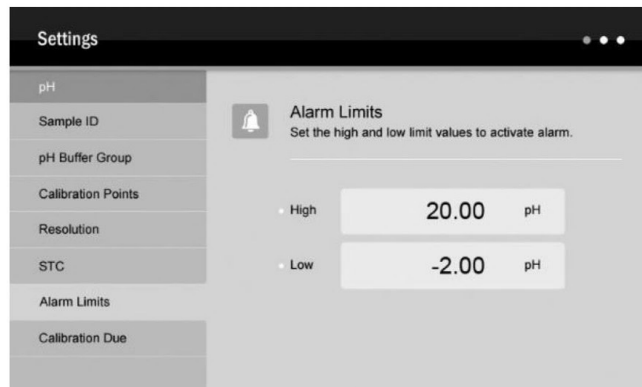 Settings
pH
Sample ID
pH Buffer Group
Calibration Points
Resolution
STC
Alarm Limits
Calibration Due
Alarm Limits
Set the high and low limit values to activate alarm.
High 20.00 pH
Low -2.00 pH